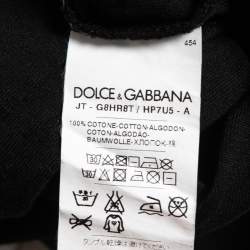 454
DOLCE & GABBANA
JT - G8HR8T / HP7U5 - A
100% COTONE-COTTON-ALGODON-
COTON-ALGODÃO-
BAUMWOLLE-ХЛОПОК-棉